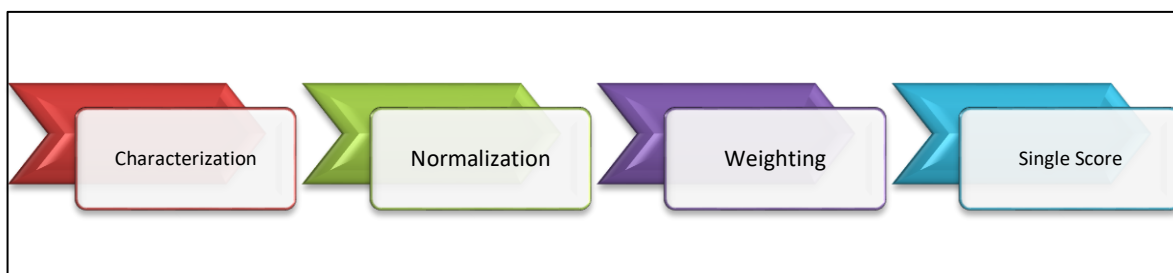 Characterization
Normalization
Weighting
Single Score